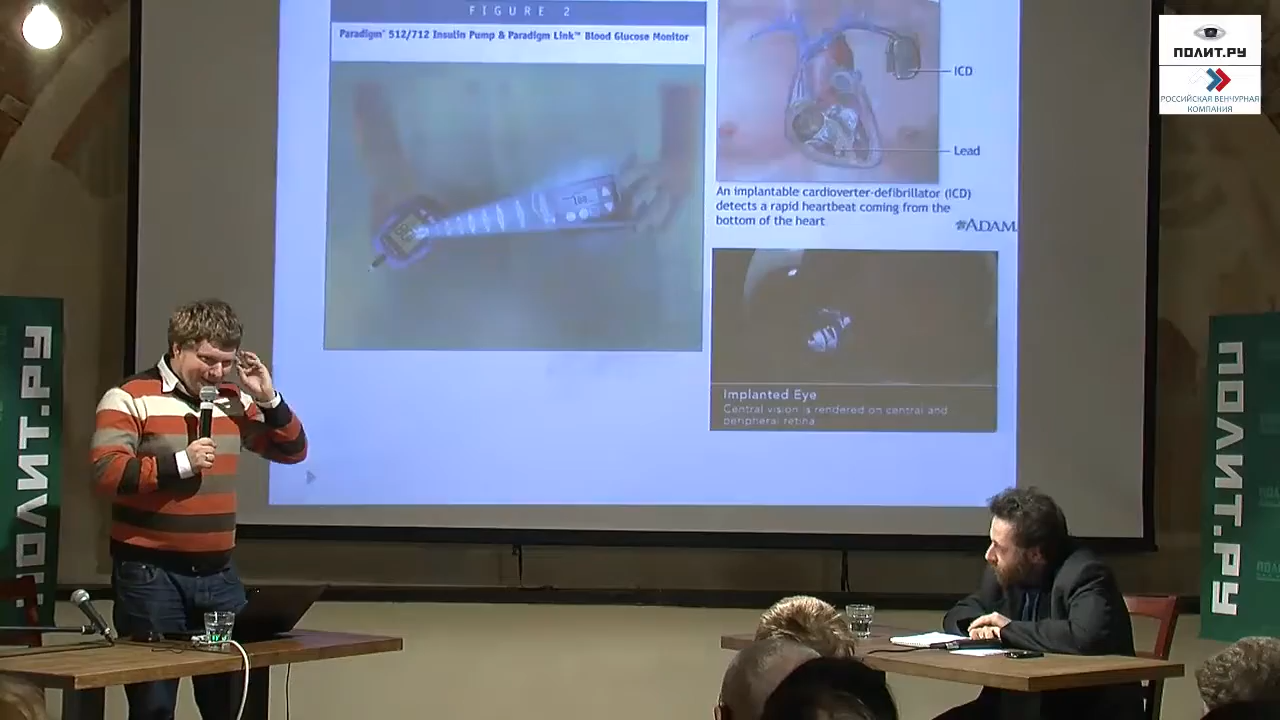 FIGURE 2
Paradigm® 512/712 Insulin Pump & Paradigm Link™ Blood Glucose Monitor
ICD
Lead
An implantable cardioverter-defibrillator (ICD)
detects a rapid heartbeat coming from the
bottom of the heart
ADAM
Implanted Eye
Central vision is rendered on central and
peripheral retina
ПОЛИТ.РУ
РОССИЙСКАЯ ВЕНЧУРНАЯ
КОМПАНИЯ
ПОЛИТ.РУ
ПОЛИТ.РУ